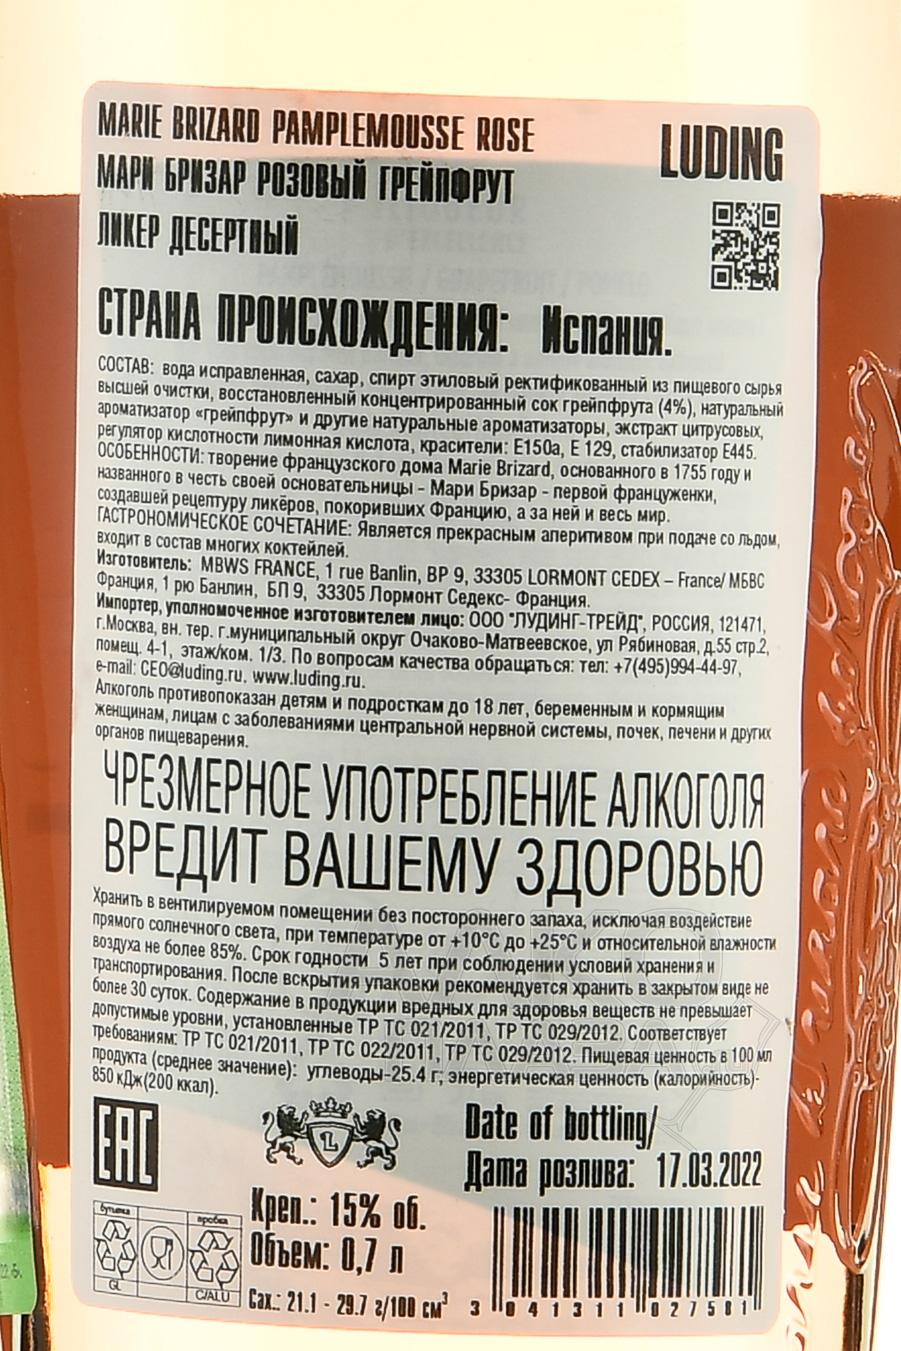 MARIE BRIZARD PAMPLEMOUSSE ROSE
LUDING
МАРИ БРИЗАР РОЗОВЫЙ ГРЕЙПФРУТ
ЛИКЕР ДЕСЕРТНЫЙ
СТРАНА ПРОИСХОЖДЕНИЯ: Испания.
СОСТАВ: вода исправленная, сахар, спирт этиловый ректификованный из пищевого сырья
высшей очистки, восстановленный концентрированный сок грейпфрута (4%), натуральный
ароматизатор «грейпфрут» и другие натуральные ароматизаторы, экстракт цитрусовых,
регулятор кислотности лимонная кислота, красители: Е150а, Е 129, стабилизатор Е445.
ОСОБЕННОСТИ: творение французского дома Marie Brizard, основанного в 1755 году и
названного в честь своей основательницы - Мари Бризар - первой француженки,
создавшей рецептуру ликёров, покоривших Францию, а за ней и весь мир.
ГАСТРОНОМИЧЕСКОЕ СОЧЕТАНИЕ: Является прекрасным аперитивом при подаче со льдом,
входит в состав многих коктейлей.
Изготовитель: MBWS FRANCE, 1 rue Banlin, BP 9, 33305 LORMONT CEDEX – France/ МБВС
Франция, 1 рю Банлин, БП 9, 33305 Лормонт Седекс- Франция.
Импортер, уполномоченное изготовителем лицо: ООО "ЛУДИНГ-ТРЕЙД", РОССИЯ, 121471,
г.Москва, вн. тер. г.муниципальный округ Очаково-Матвеевское, ул Рябиновая, д.55 стр.2,
помещ. 4-1, этаж/ком. 1/3. По вопросам качества обращаться: тел: +7(495)994-44-97,
e-mail: CEO@luding.ru. www.luding.ru.
Алкоголь противопоказан детям и подросткам до 18 лет, беременным и кормящим
женщинам, лицам с заболеваниями центральной нервной системы, почек, печени и других
органов пищеварения.
ЧРЕЗМЕРНОЕ УПОТРЕБЛЕНИЕ АЛКОГОЛЯ
ВРЕДИТ ВАШЕМУ ЗДОРОВЬЮ
Хранить в вентилируемом помещении без постороннего запаха, исключая воздействие
прямого солнечного света, при температуре от +10°С до +25°С и относительной влажности
воздуха не более 85%. Срок годности 5 лет при соблюдении условий хранения и
транспортирования. После вскрытия упаковки рекомендуется хранить в закрытом виде не
более 30 суток. Содержание в продукции вредных для здоровья веществ не превышает
допустимые уровни, установленные ТР ТС 021/2011, ТР ТС 029/2012. Соответствует
требованиям: ТР ТС 021/2011, ТР ТС 022/2011, ТР ТС 029/2012. Пищевая ценность в 100 мл
продукта (среднее значение): углеводы-25.4 г; энергетическая ценность (калорийность)-
850 кДж(200 ккал).
EAC
L
Date of bottling/
Дата розлива: 17.03.2022
Креп.: 15% об.
Объем: 0,7 л
Сах.: 21.1 - 29.7 г/100 см³
бутылка
пробка
GL
C/ALU
3 041311 027581